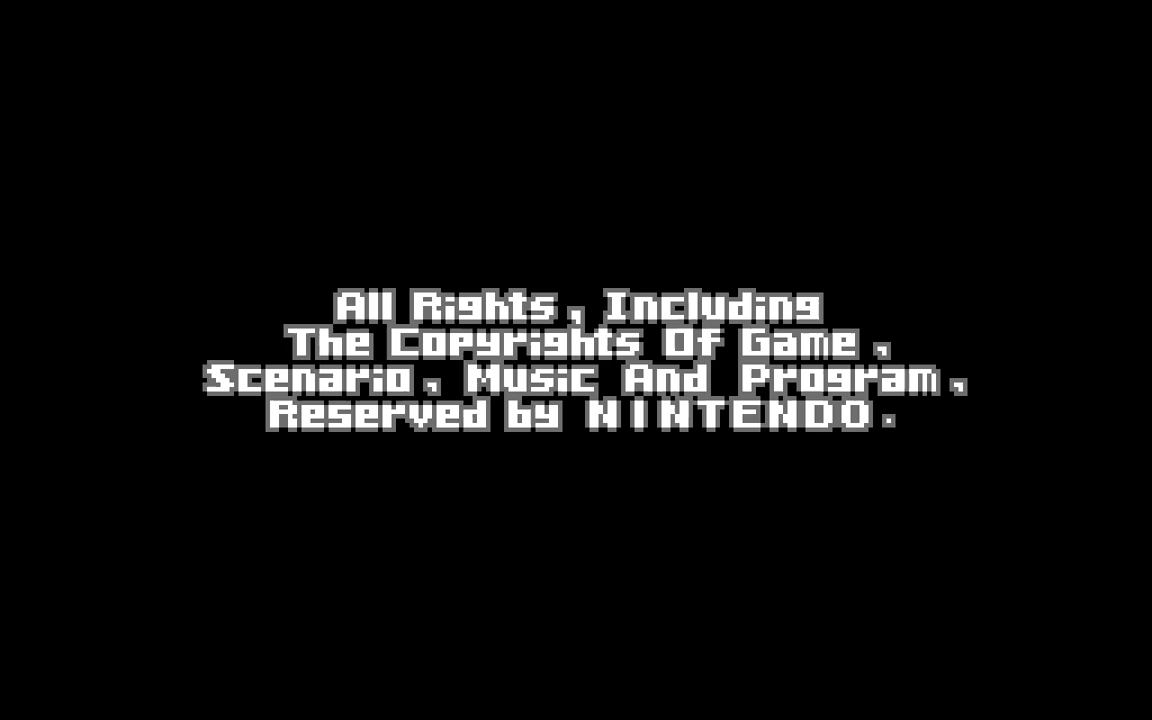 All Rights, Including
The Copyrights Of Game,
Scenario, Music And Program,
Reserved by NINTENDO.